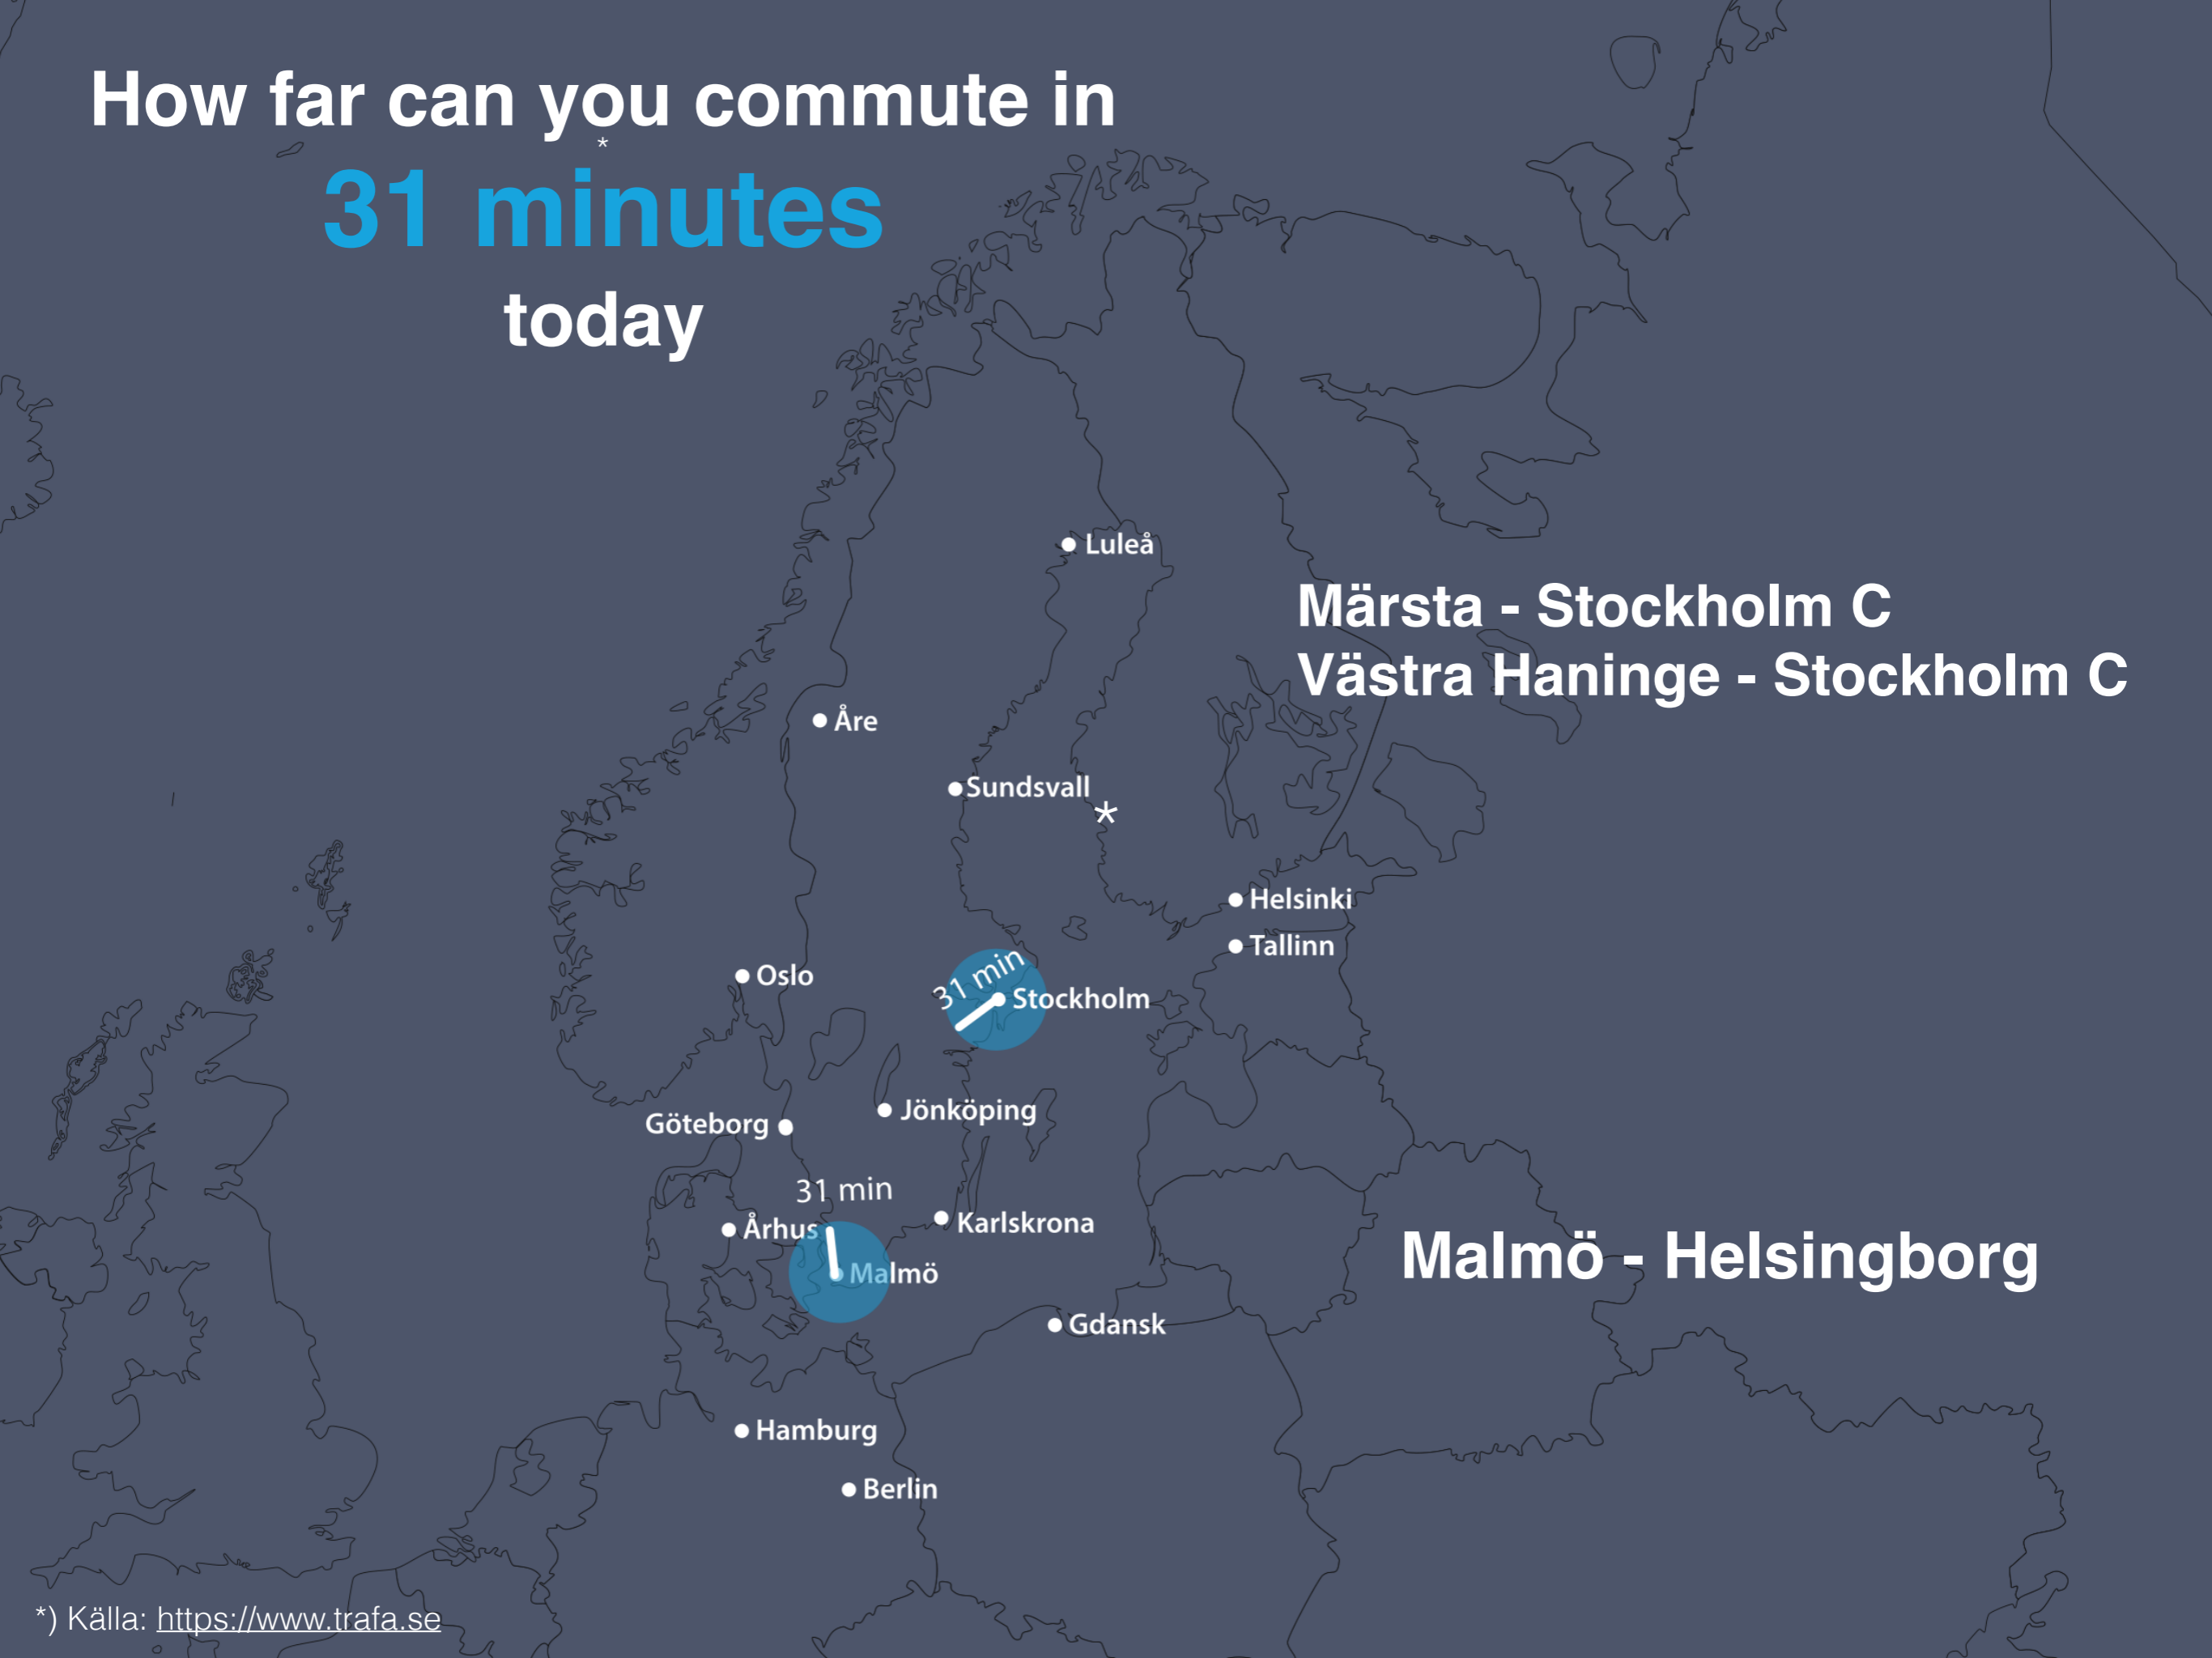 How far can you commute in
*
31 minutes
today
Luleå
Märsta - Stockholm C
Västra Haninge - Stockholm C
Åre
Sundsvall
*
Helsinki
Tallinn
Oslo
31 min
Stockholm
Jönköping
Göteborg
31 min
Århus
Karlskrona
Malmö - Helsingborg
Malmö
Gdansk
Hamburg
Berlin
*) Källa: https://www.trafa.se